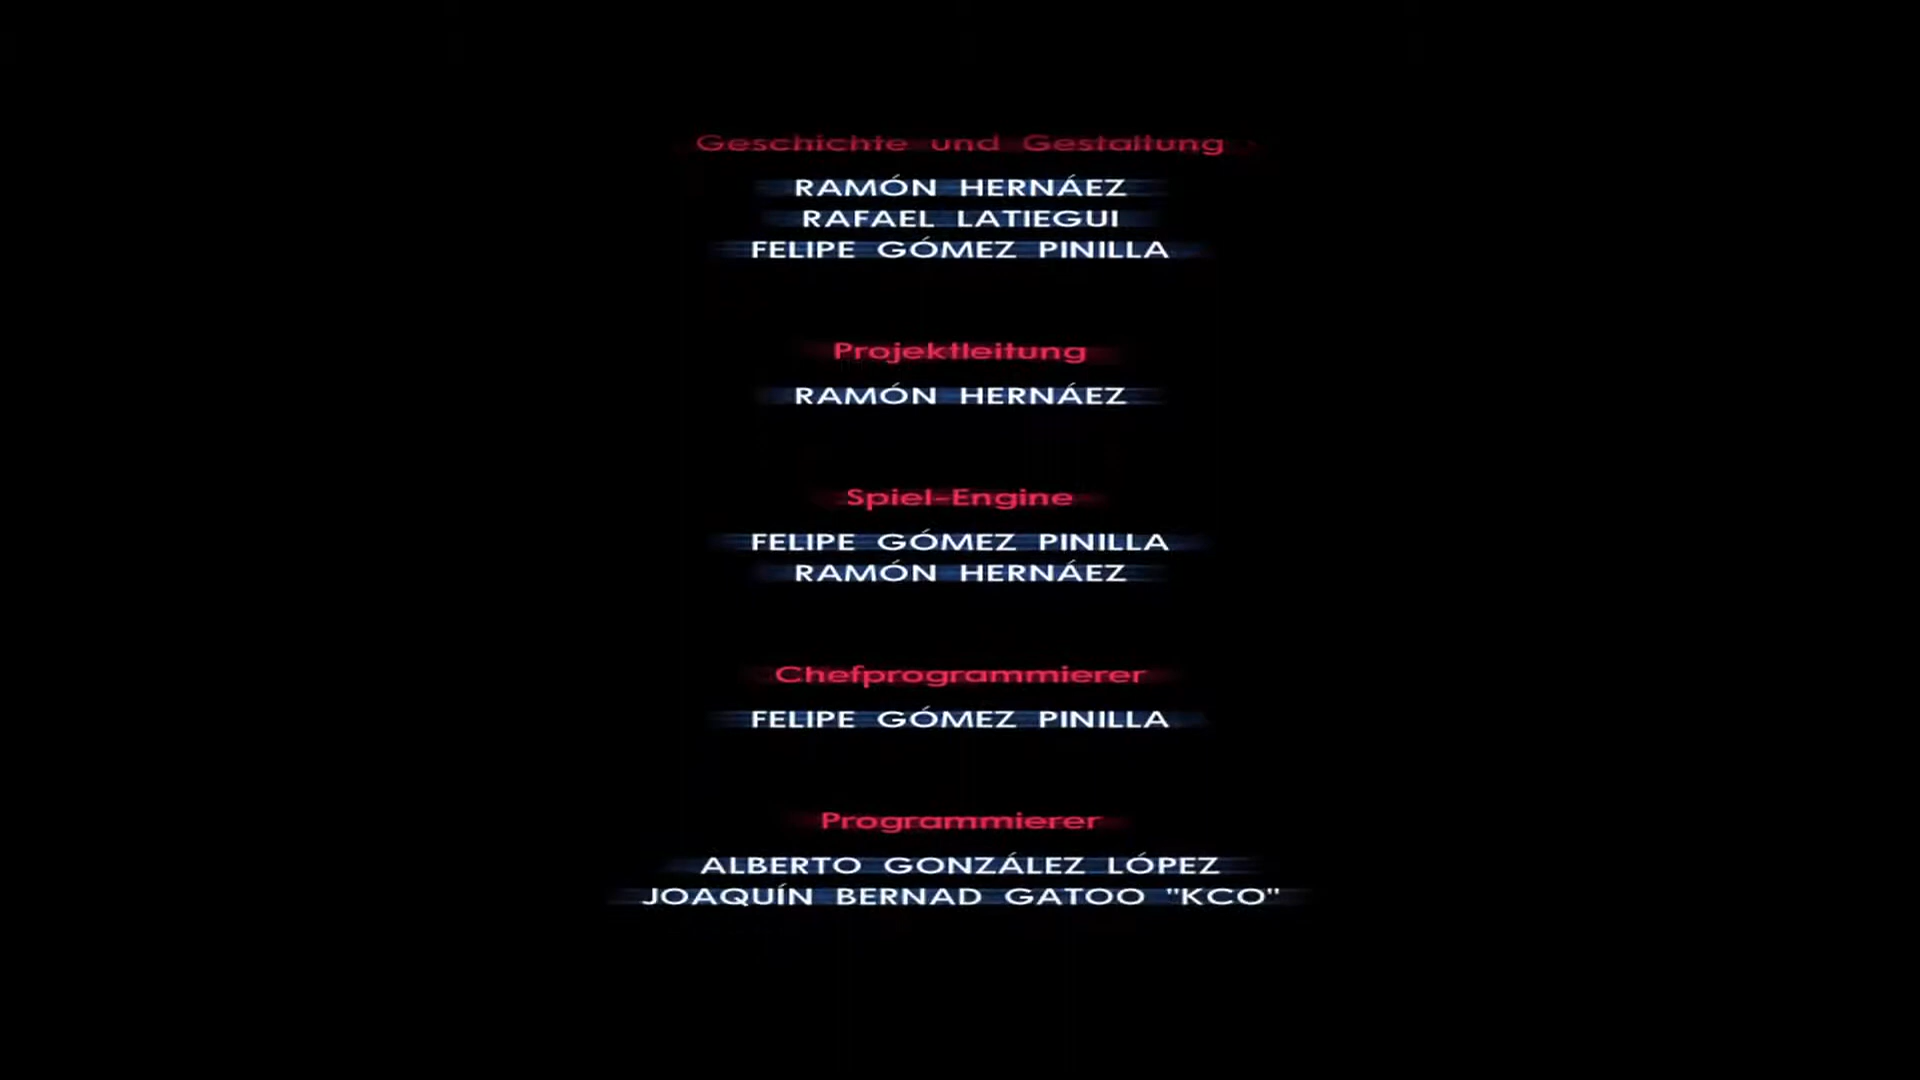 Geschichte und Gestaltung
RAMÓN HERNÁEZ
RAFAEL LATIEGUI
FELIPE GÓMEZ PINILLA
Projektleitung
RAMÓN HERNÁEZ
Spiel-Engine
FELIPE GÓMEZ PINILLA
RAMÓN HERNÁEZ
Chefprogrammierer
FELIPE GÓMEZ PINILLA
Programmierer
ALBERTO GONZÁLEZ LÓPEZ
JOAQUÍN BERNAD GATOO "KCO"